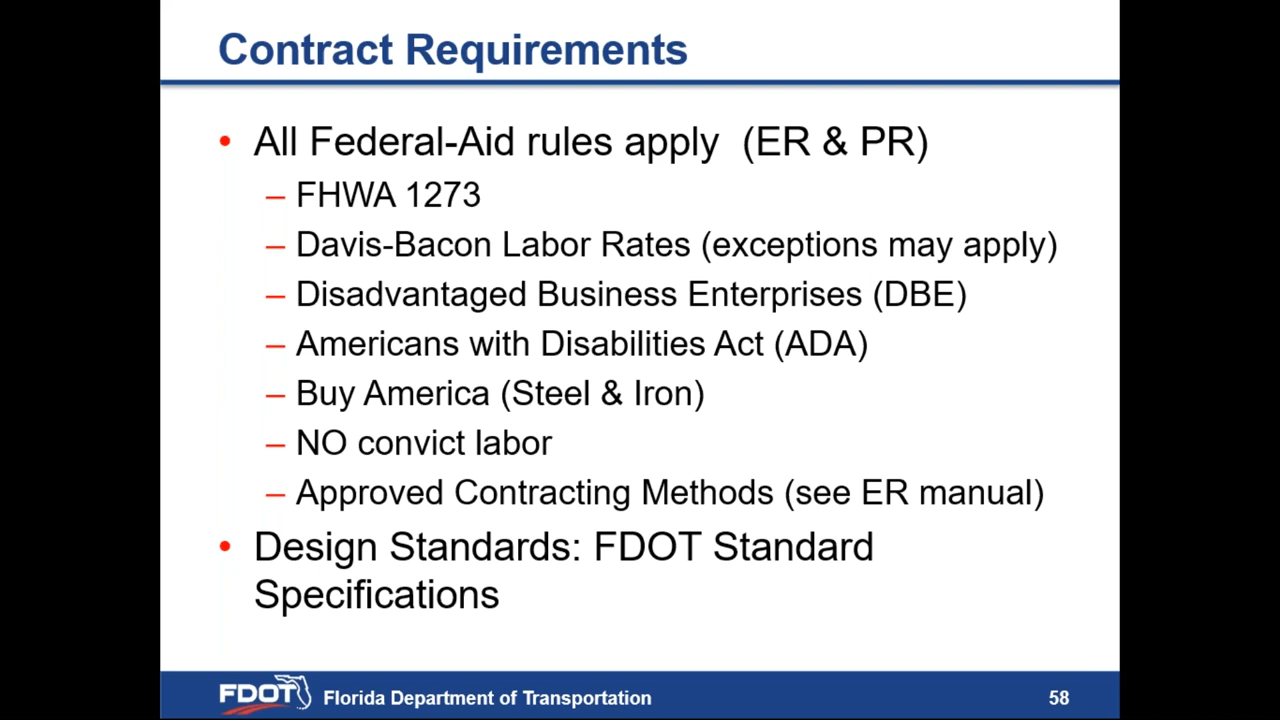 Contract Requirements
• All Federal-Aid rules apply (ER & PR)
– FHWA 1273
– Davis-Bacon Labor Rates (exceptions may apply)
– Disadvantaged Business Enterprises (DBE)
– Americans with Disabilities Act (ADA)
– Buy America (Steel & Iron)
– NO convict labor
– Approved Contracting Methods (see ER manual)
• Design Standards: FDOT Standard
Specifications
FDOT Florida Department of Transportation 58